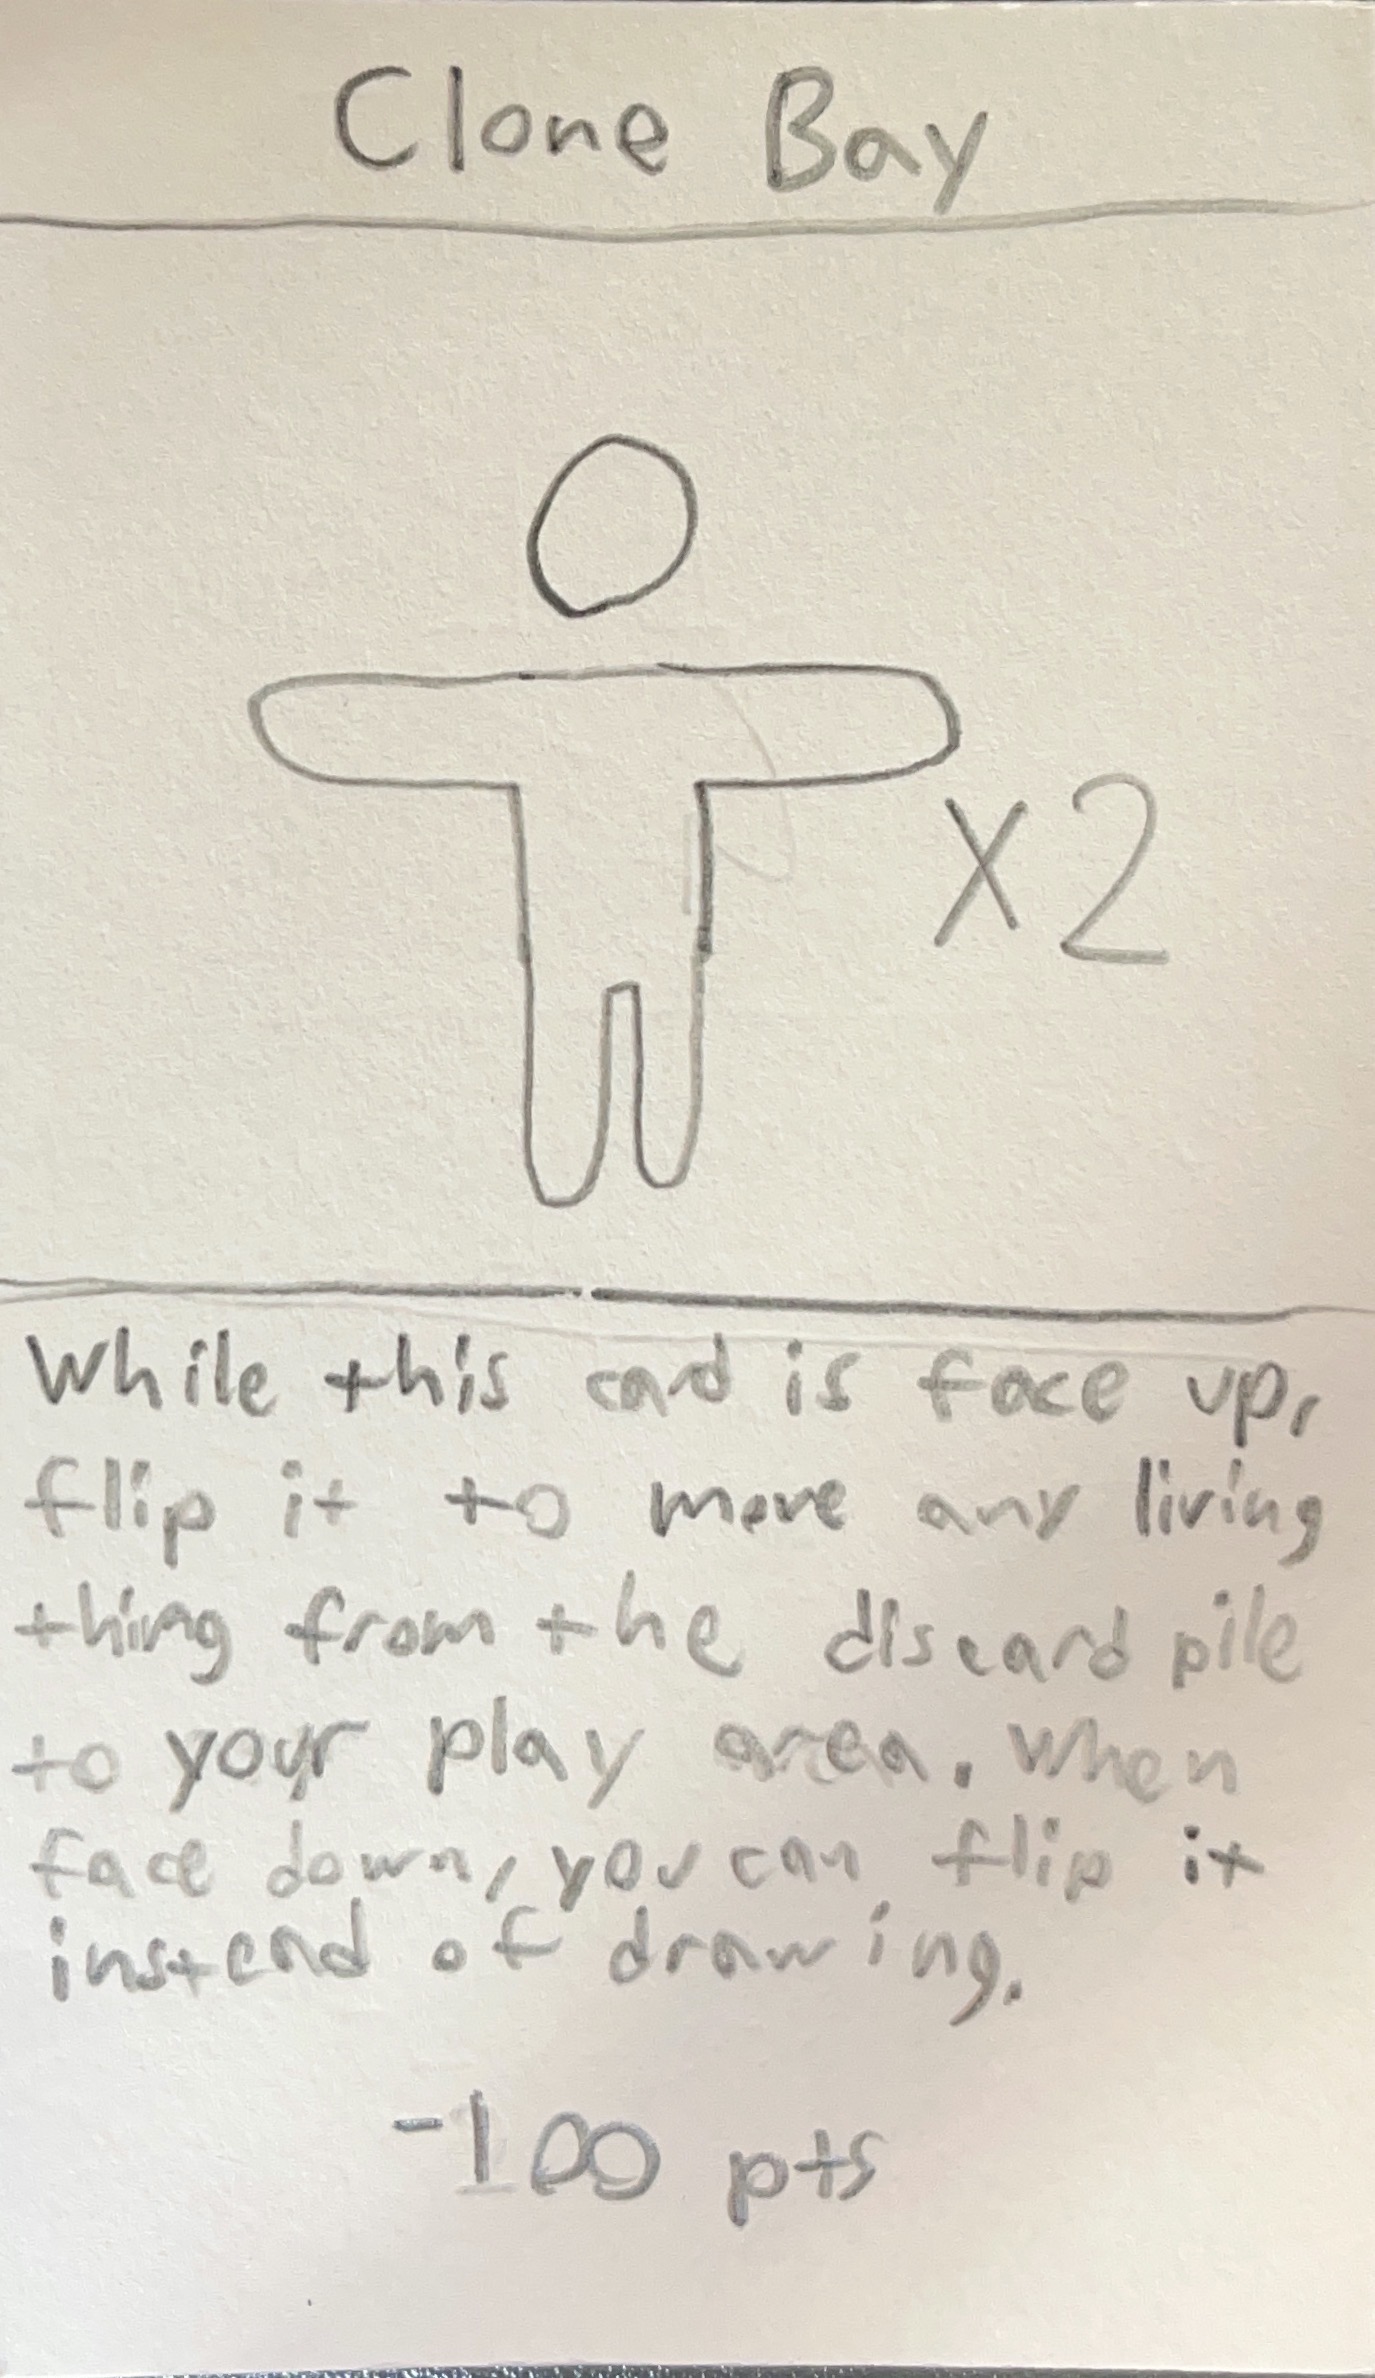 Clone Bay
x2
While this card is face up,
flip it to move any living
thing from the discard pile
to your play area. When
face down, you can flip it
instead of drawing.
-100 pts